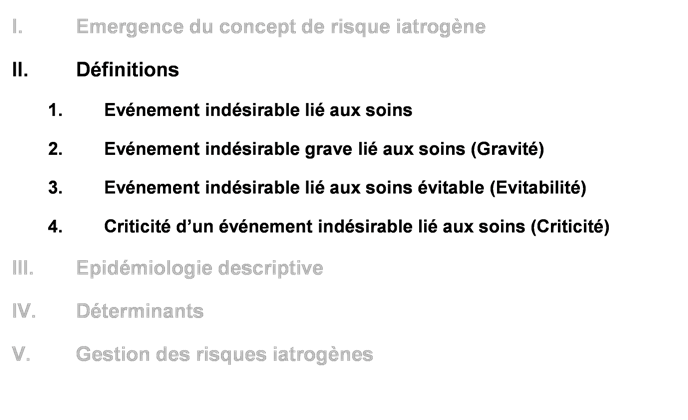 I. Emergence du concept de risque iatrogène
II. Définitions
1. Evénement indésirable lié aux soins
2. Evénement indésirable grave lié aux soins (Gravité)
3. Evénement indésirable lié aux soins évitable (Evitabilité)
4. Criticité d'un événement indésirable lié aux soins (Criticité)
III. Epidémiologie descriptive
IV. Déterminants
V. Gestion des risques iatrogènes